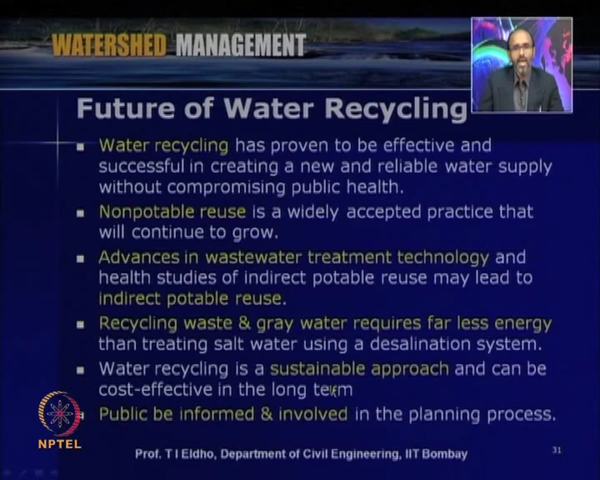 WATERSHED MANAGEMENT
Future of Water Recycling
Water recycling has proven to be effective and
successful in creating a new and reliable water supply
without compromising public health.
Nonpotable reuse is a widely accepted practice that
will continue to grow.
Advances in wastewater treatment technology and
health studies of indirect potable reuse may lead to
indirect potable reuse.
Recycling waste & gray water requires far less energy
than treating salt water using a desalination system.
Water recycling is a sustainable approach and can be
cost-effective in the long term
Public be informed & involved in the planning process.
NPTEL
Prof. T I Eldho, Department of Civil Engineering, IIT Bombay
31